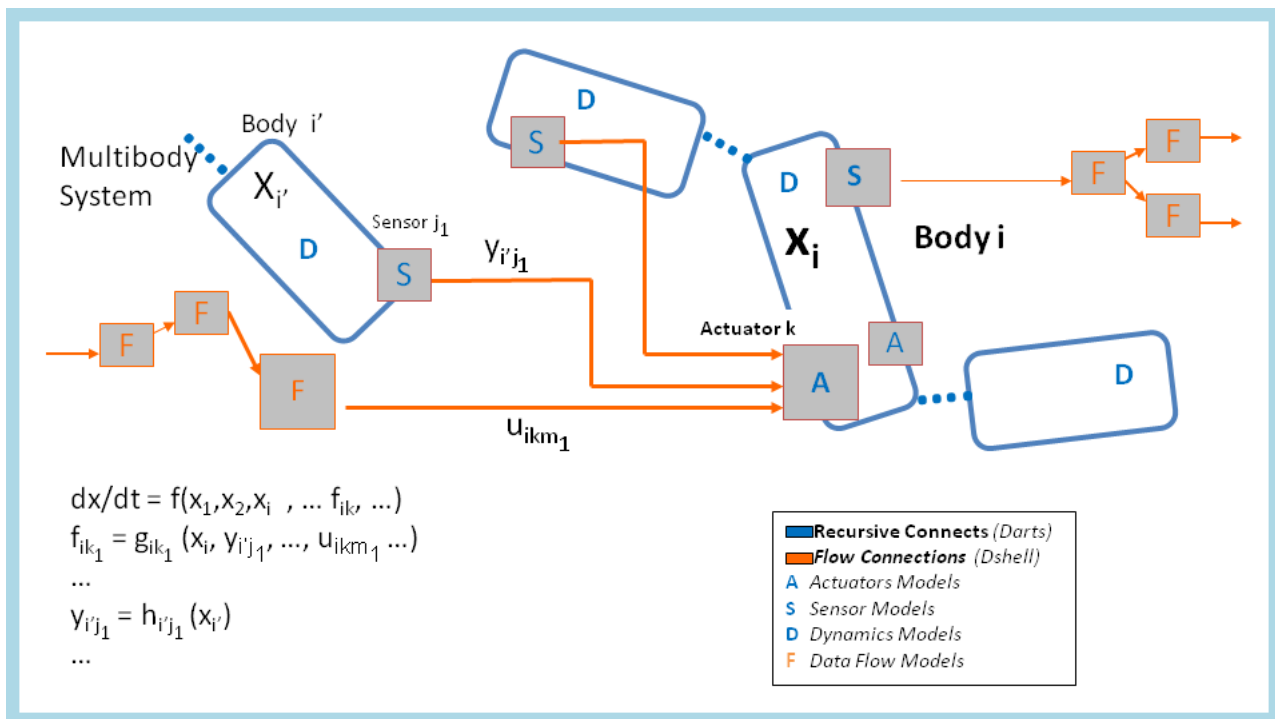 Multibody
System
Body i'
X_i'
D
Sensor j_1
S
y_i'j_1
D
S
D
S
X_i
Body i
F
F
F
Actuator k
A
A
D
F
F
F
u_ikm_1
dx/dt = f(x_1,x_2,x_i , ... f_ik, ...)
f_ik_1 = g_ik_1 (x_i, y_i'j_1, ..., u_ikm_1 ...)
...
y_i'j_1 = h_i'j_1 (x_i')
...
Recursive Connects (Darts)
Flow Connections (Dshell)
A Actuators Models
S Sensor Models
D Dynamics Models
F Data Flow Models